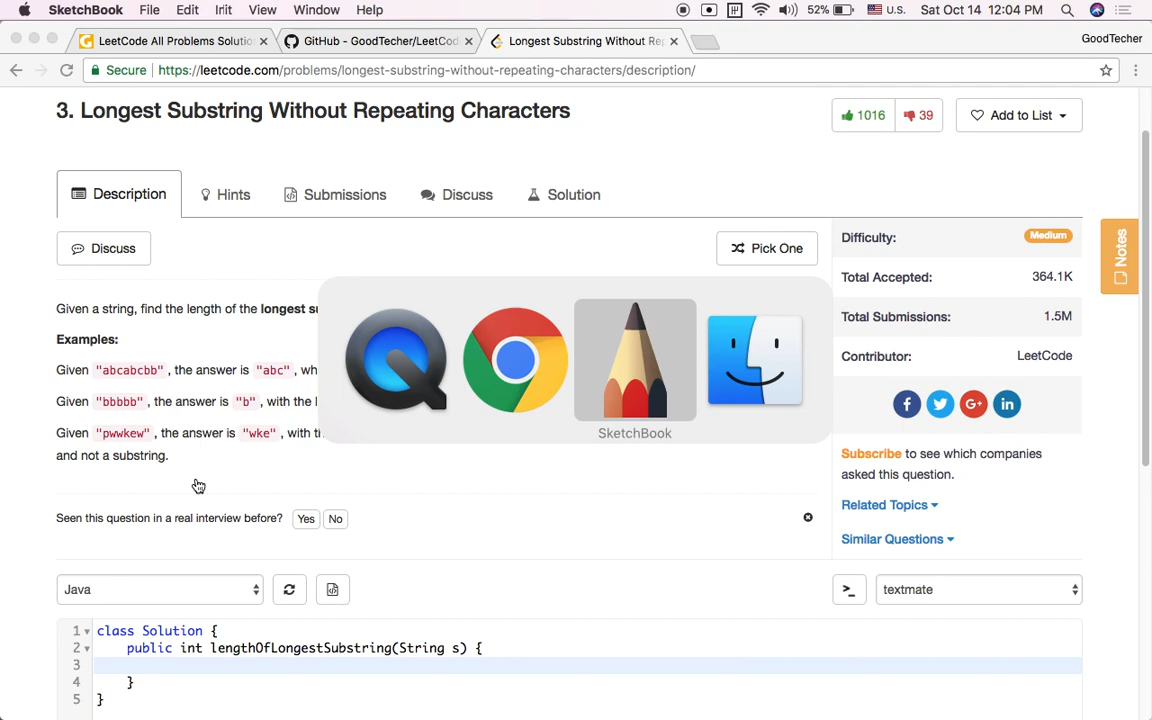 SketchBook File Edit Irit View Window Help 52% U.S. Sat Oct 14 12:04 PM
LeetCode All Problems Solutio GitHub - GoodTecher/LeetCod Longest Substring Without Re GoodTecher
Secure https://leetcode.com/problems/longest-substring-without-repeating-characters/description/
3. Longest Substring Without Repeating Characters
1016 39 Add to List
Description Hints Submissions Discuss Solution
Discuss Pick One
Difficulty: Medium
Notes
Total Accepted: 364.1K
Given a string, find the length of the longest su
Total Submissions: 1.5M
Examples:
Contributor: LeetCode
Given "abcabcbb", the answer is "abc", wh
Given "bbbbb", the answer is "b", with the l
Given "pwwkew", the answer is "wke", with th
and not a substring.
SketchBook
Subscribe to see which companies
asked this question.
Related Topics
Seen this question in a real interview before? Yes No
Similar Questions
Java >_ textmate
1 class Solution {
2 public int lengthOfLongestSubstring(String s) {
3
4 }
5 }